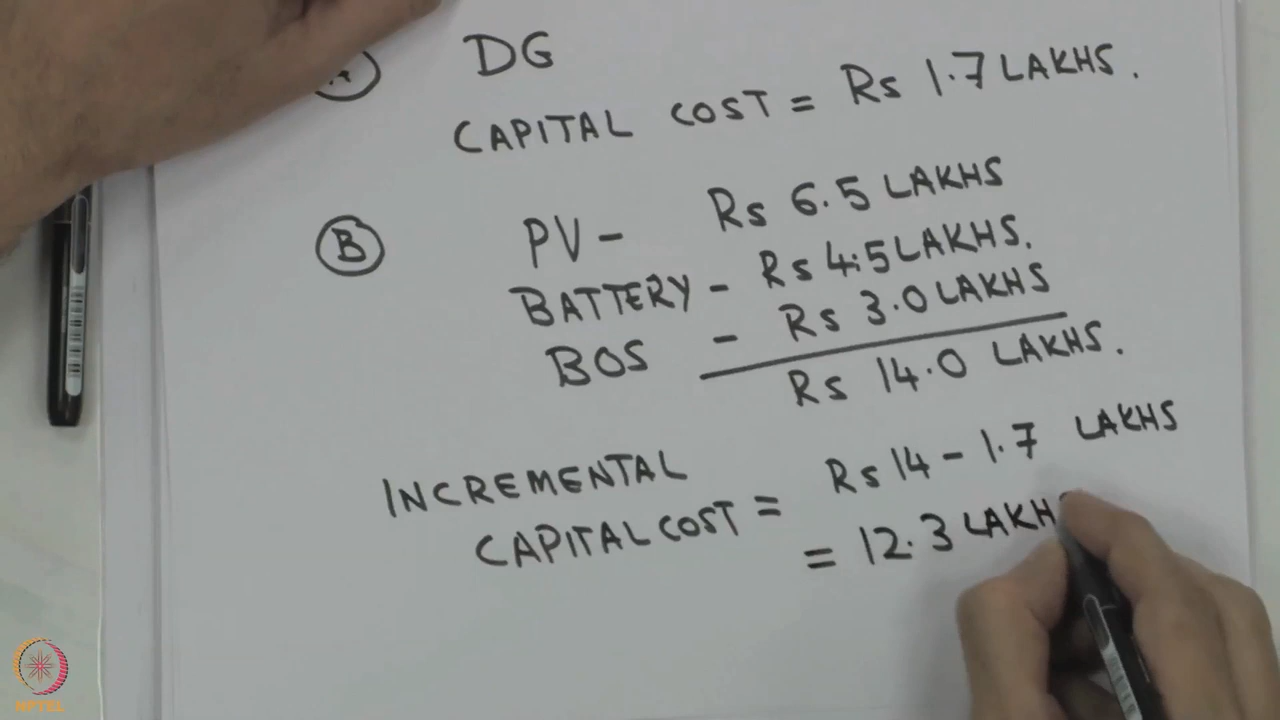 A DG
CAPITAL COST = Rs 1.7 LAKHS.
B PV - Rs 6.5 LAKHS
BATTERY - Rs 4.5 LAKHS.
BOS - Rs 3.0 LAKHS
Rs 14.0 LAKHS.
INCREMENTAL
CAPITAL COST = Rs 14 - 1.7 LAKHS
= 12.3 LAKH
NPTEL